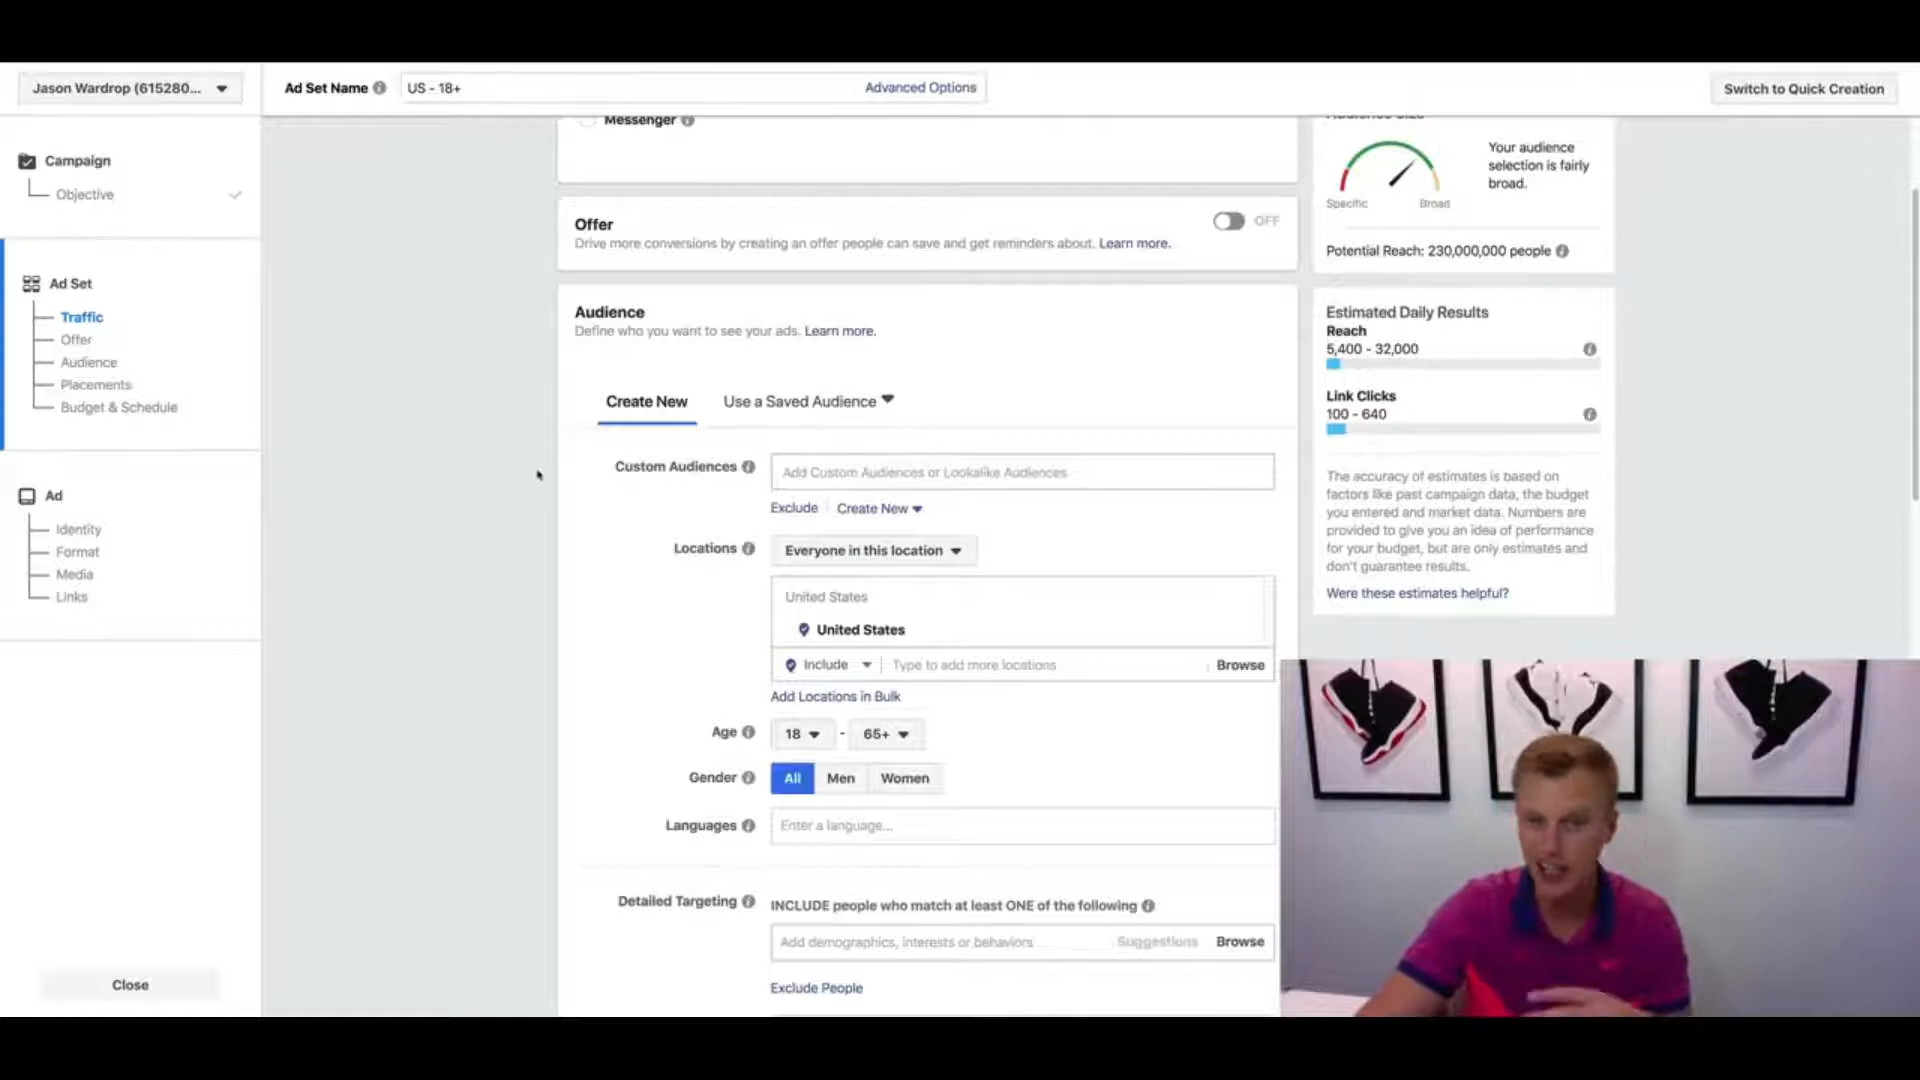 Jason Wardrop (615280...
Ad Set Name
US - 18+
Advanced Options
Switch to Quick Creation
Campaign
Objective
Ad Set
Traffic
Offer
Audience
Placements
Budget & Schedule
Ad
Identity
Format
Media
Links
Close
Messenger
Offer
OFF
Drive more conversions by creating an offer people can save and get reminders about. Learn more.
Audience
Define who you want to see your ads. Learn more.
Create New
Use a Saved Audience
Custom Audiences
Add Custom Audiences or Lookalike Audiences
Exclude
Create New
Locations
Everyone in this location
United States
United States
Include
Type to add more locations
Browse
Add Locations in Bulk
Age
18
-
65+
Gender
All
Men
Women
Languages
Enter a language...
Detailed Targeting
INCLUDE people who match at least ONE of the following
Add demographics, interests or behaviors
Suggestions
Browse
Exclude People
Audience Size
Your audience
selection is fairly
broad.
Specific
Broad
Potential Reach: 230,000,000 people
Estimated Daily Results
Reach
5,400 - 32,000
Link Clicks
100 - 640
The accuracy of estimates is based on
factors like past campaign data, the budget
you entered and market data. Numbers are
provided to give you an idea of performance
for your budget, but are only estimates and
don't guarantee results.
Were these estimates helpful?